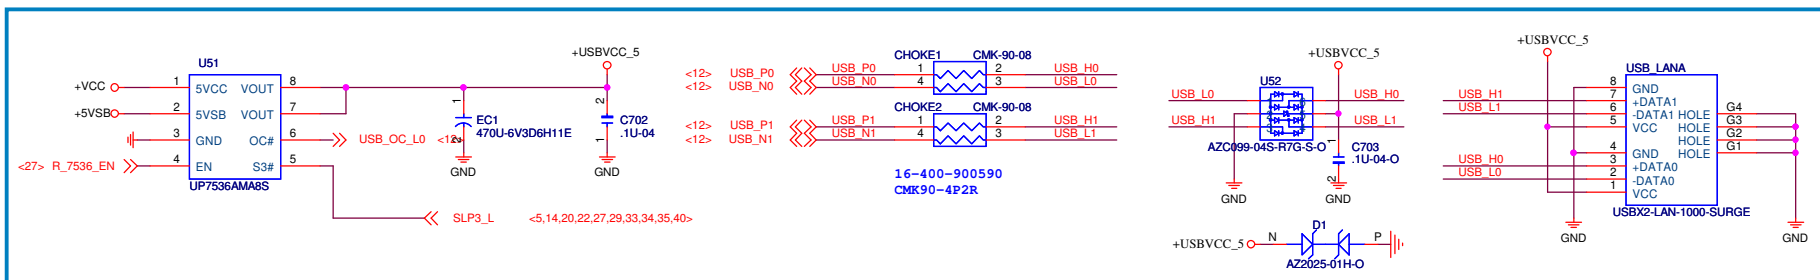 U51
+VCC 1 5VCC VOUT 8
+5VSB 2 5VSB VOUT 7
3 GND OC# 6 USB_OC_L0 <12>
<27> R_7536_EN 4 EN S3# 5
UP7536AMA8S
SLP3_L <5,14,20,22,27,29,33,34,35,40>
1
EC1
470U-6V3D6H11E
GND
+USBVCC_5
2
C702
.1U-04
1
GND
CHOKE1 CMK-90-08
<12> USB_P0 USB_P0 1 2 USB_H0
<12> USB_N0 USB_N0 4 3 USB_L0
CHOKE2 CMK-90-08
<12> USB_P1 USB_P1 1 2 USB_H1
<12> USB_N1 USB_N1 4 3 USB_L1
16-400-900590
CMK90-4P2R
+USBVCC_5
U52
USB_L0 USB_H0
USB_H1 USB_L1
AZC099-04S-R7G-S-O
1
C703
.1U-04-O
2
GND
GND
D1
+USBVCC_5 N P
AZ2025-01H-O
+USBVCC_5
USB_LANA
8 GND
USB_H1 7 +DATA1
USB_L1 6 -DATA1 HOLE G4
5 VCC HOLE G3
HOLE G2
4 GND HOLE G1
USB_H0 3 +DATA0
USB_L0 2 -DATA0
1 VCC
USBX2-LAN-1000-SURGE
GND
GND